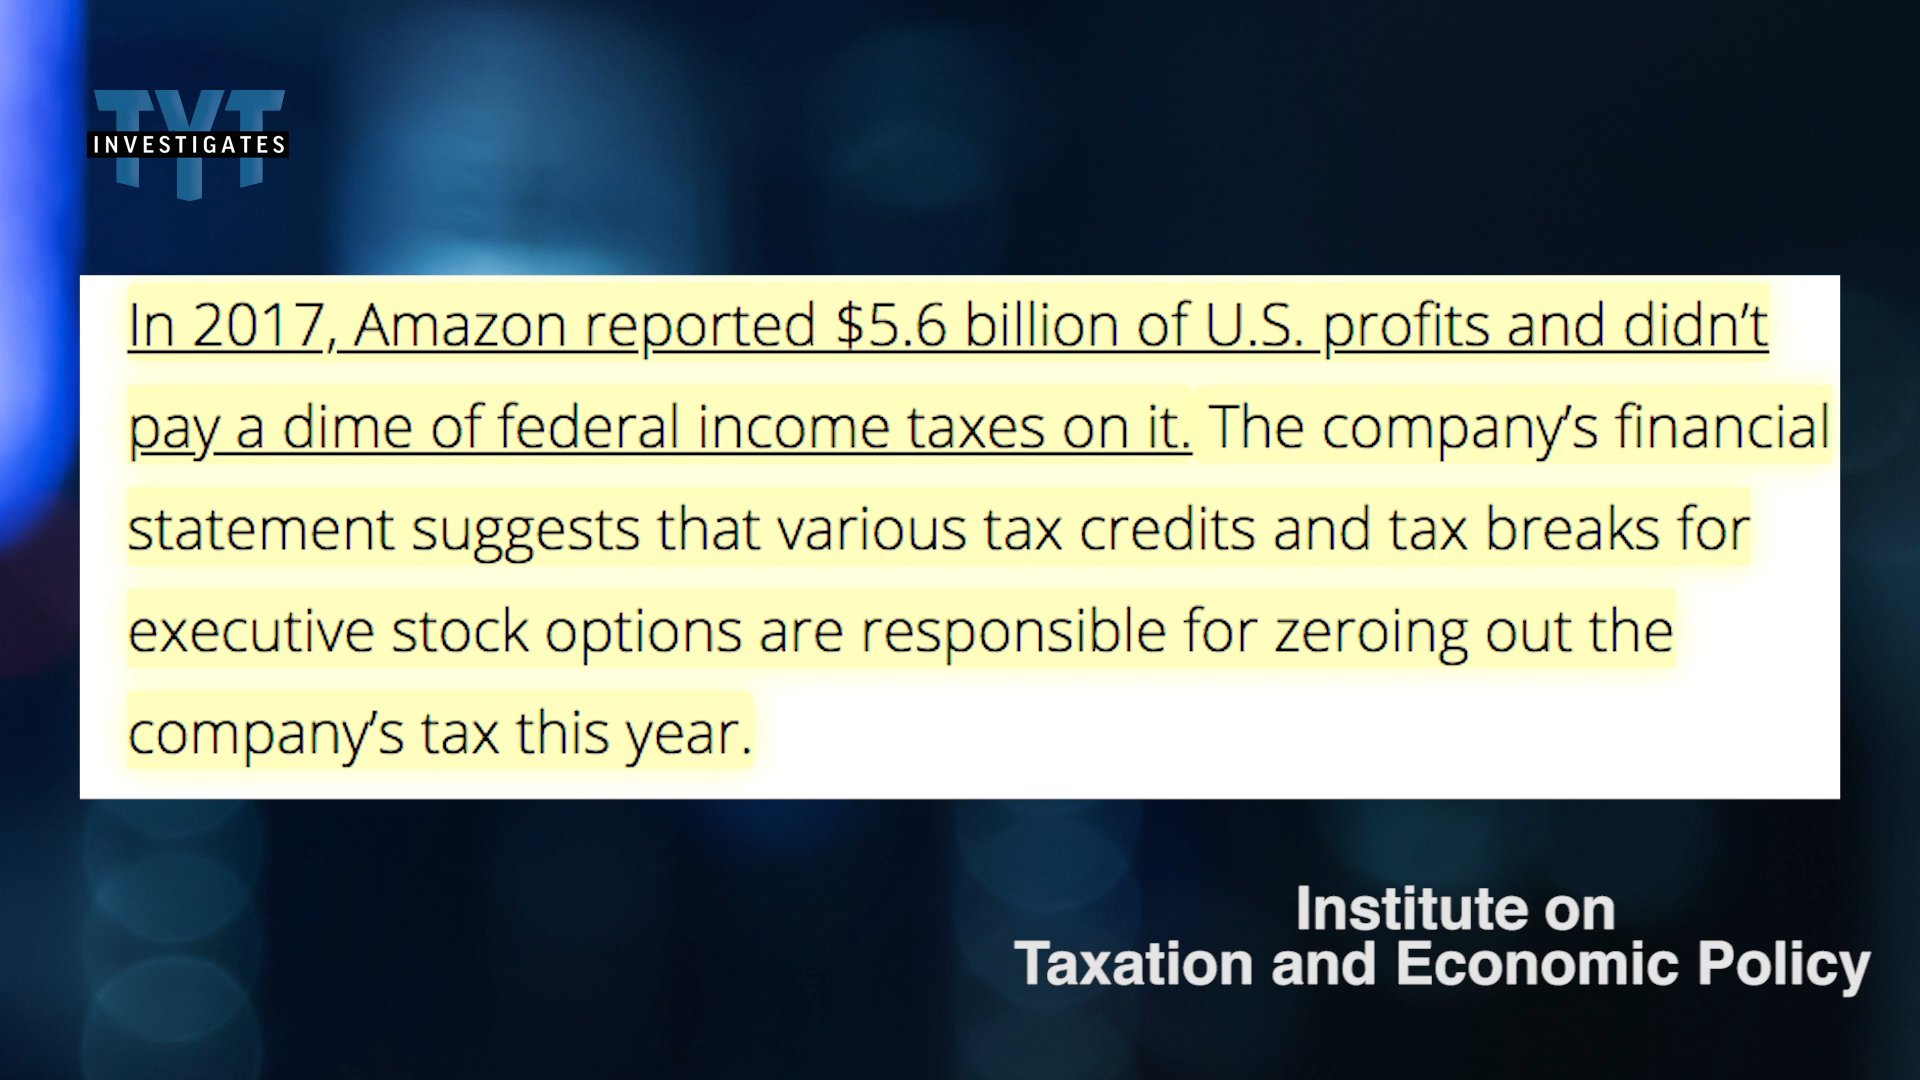 TYT
INVESTIGATES
In 2017, Amazon reported $5.6 billion of U.S. profits and didn’t
pay a dime of federal income taxes on it. The company’s financial
statement suggests that various tax credits and tax breaks for
executive stock options are responsible for zeroing out the
company’s tax this year.
Institute on
Taxation and Economic Policy